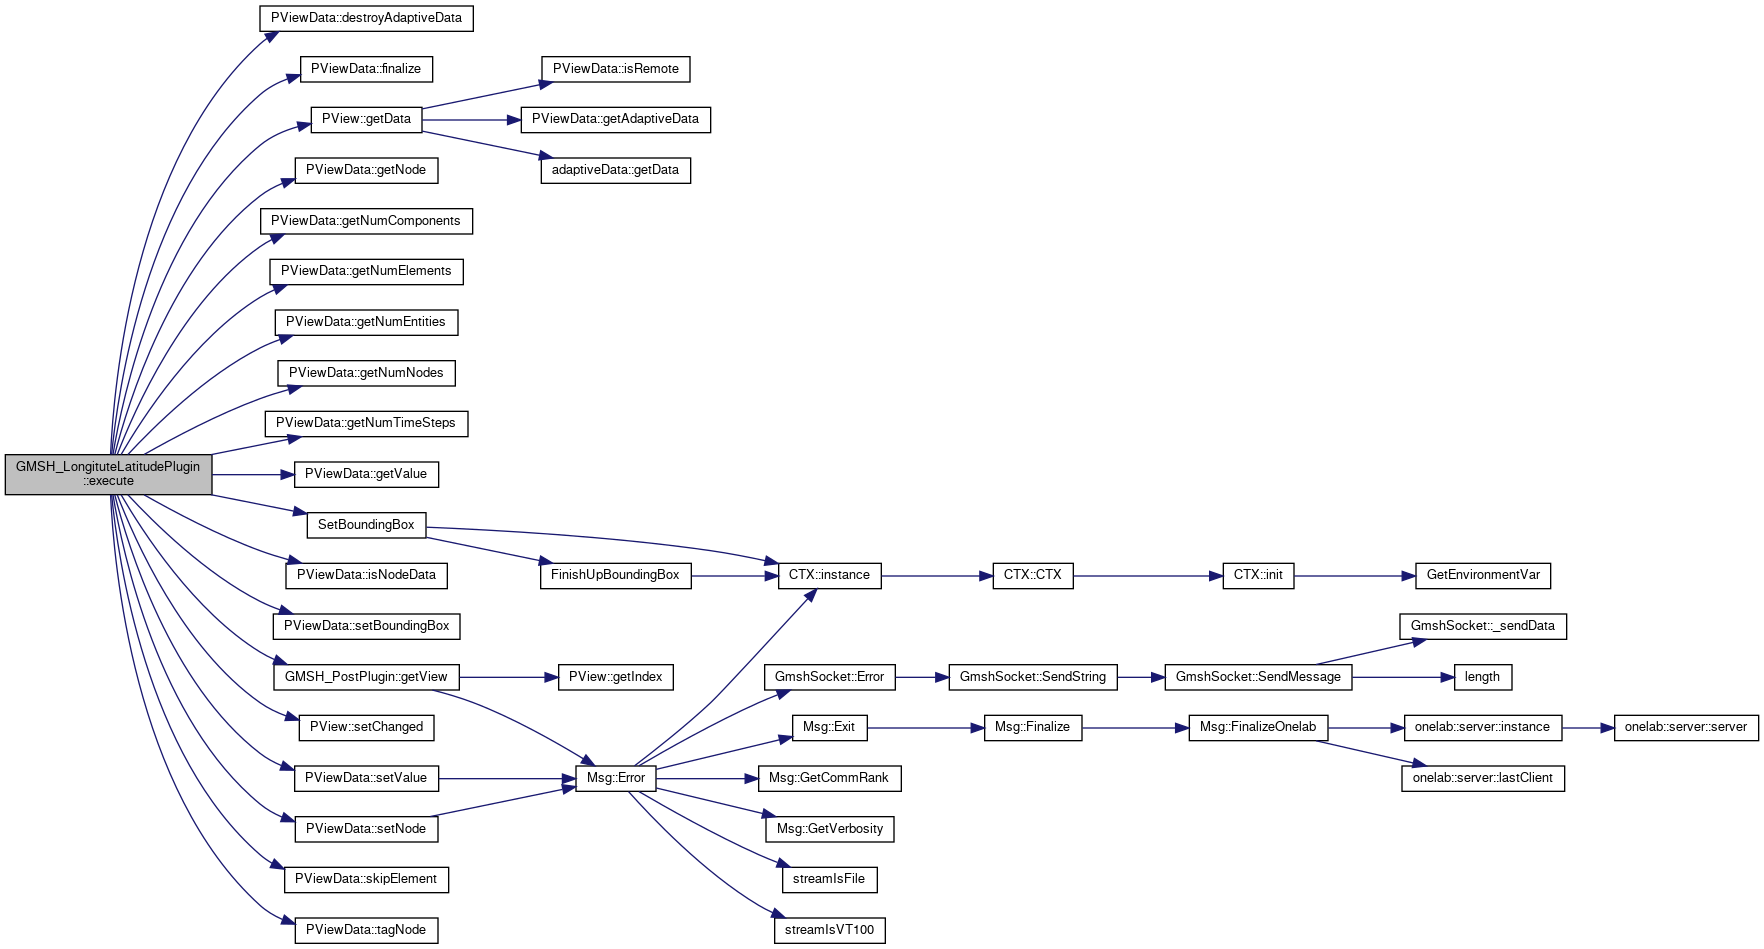 GMSH_LongituteLatitudePlugin
::execute
PViewData::destroyAdaptiveData
PViewData::finalize
PView::getData
PViewData::isRemote
PViewData::getAdaptiveData
adaptiveData::getData
PViewData::getNode
PViewData::getNumComponents
PViewData::getNumElements
PViewData::getNumEntities
PViewData::getNumNodes
PViewData::getNumTimeSteps
PViewData::getValue
SetBoundingBox
FinishUpBoundingBox
CTX::instance
CTX::CTX
CTX::init
GetEnvironmentVar
PViewData::isNodeData
PViewData::setBoundingBox
GMSH_PostPlugin::getView
PView::getIndex
Msg::Error
GmshSocket::Error
GmshSocket::SendString
GmshSocket::SendMessage
GmshSocket::_sendData
length
Msg::Exit
Msg::Finalize
Msg::FinalizeOnelab
onelab::server::instance
onelab::server::server
onelab::server::lastClient
Msg::GetCommRank
Msg::GetVerbosity
streamIsFile
streamIsVT100
PView::setChanged
PViewData::setValue
PViewData::setNode
PViewData::skipElement
PViewData::tagNode